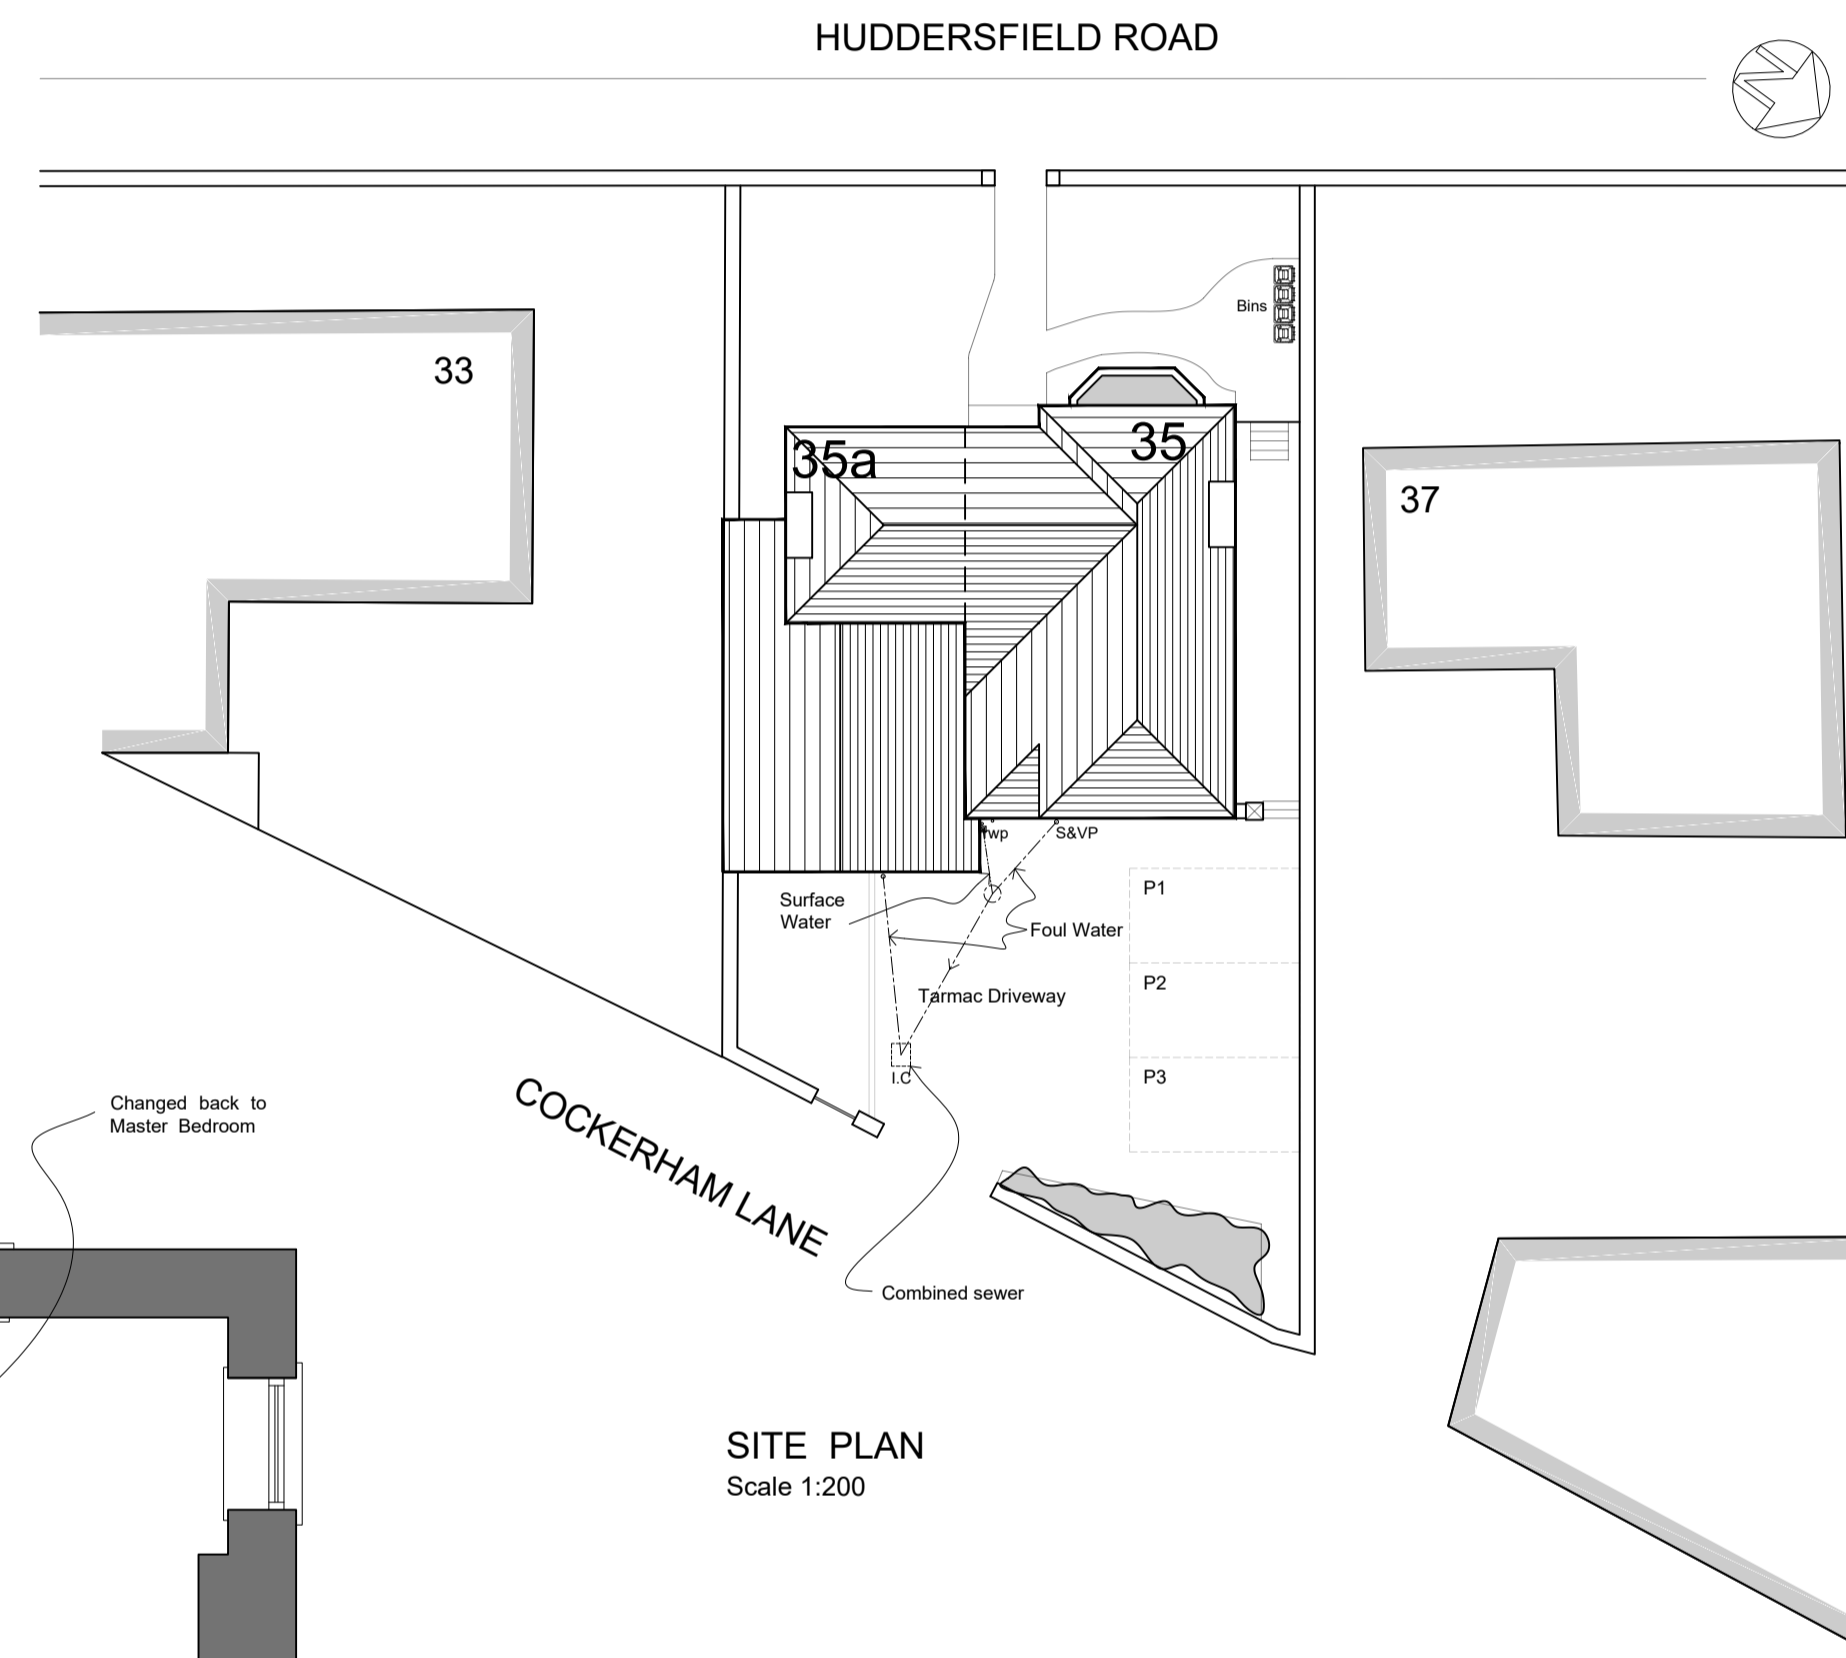 HUDDERSFIELD ROAD
N
Bins
33
35a
35
37
rwp
S&VP
P1
Surface
Water
Foul Water
P2
Tarmac Driveway
P3
I.C
Changed back to
Master Bedroom
COCKERHAM LANE
Combined sewer
SITE PLAN
Scale 1:200